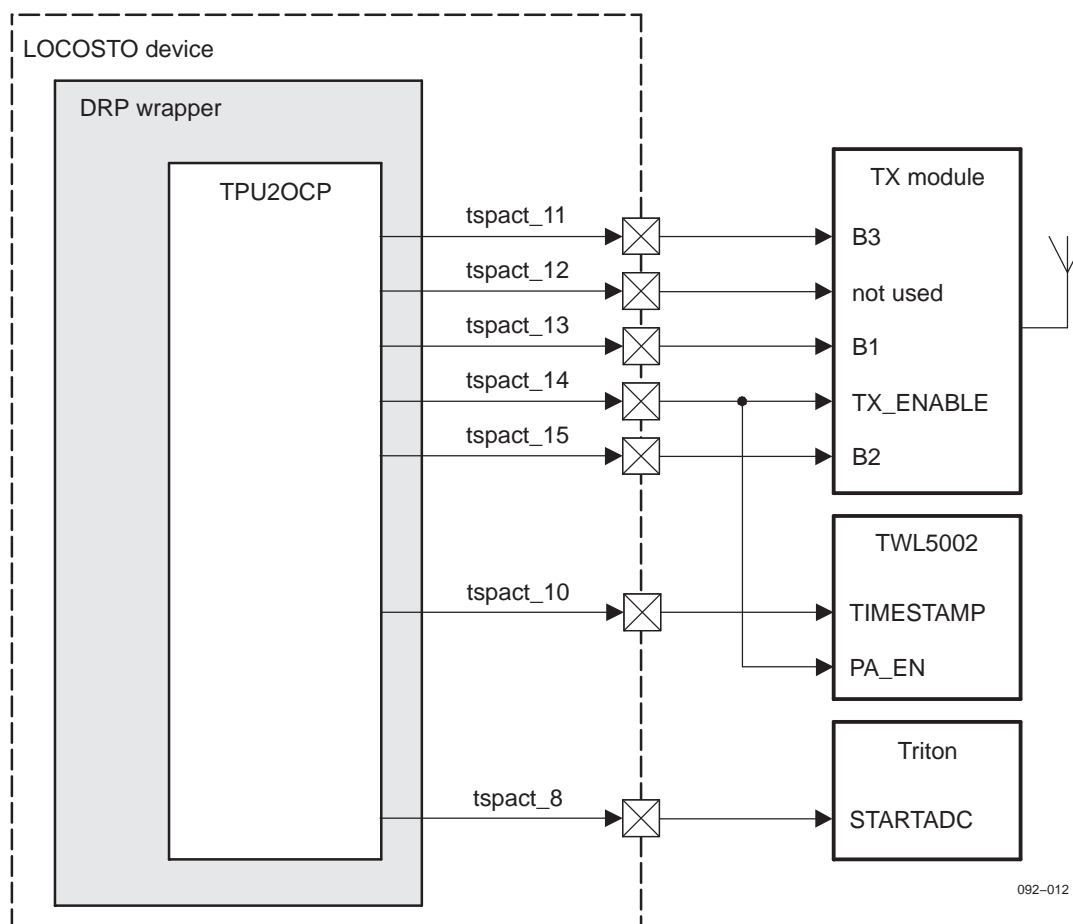 LOCOSTO device
DRP wrapper
TPU2OCP
TX module
tspact_11
B3
tspact_12
not used
tspact_13
B1
tspact_14
TX_ENABLE
tspact_15
B2
TWL5002
tspact_10
TIMESTAMP
PA_EN
Triton
tspact_8
STARTADC
092–012